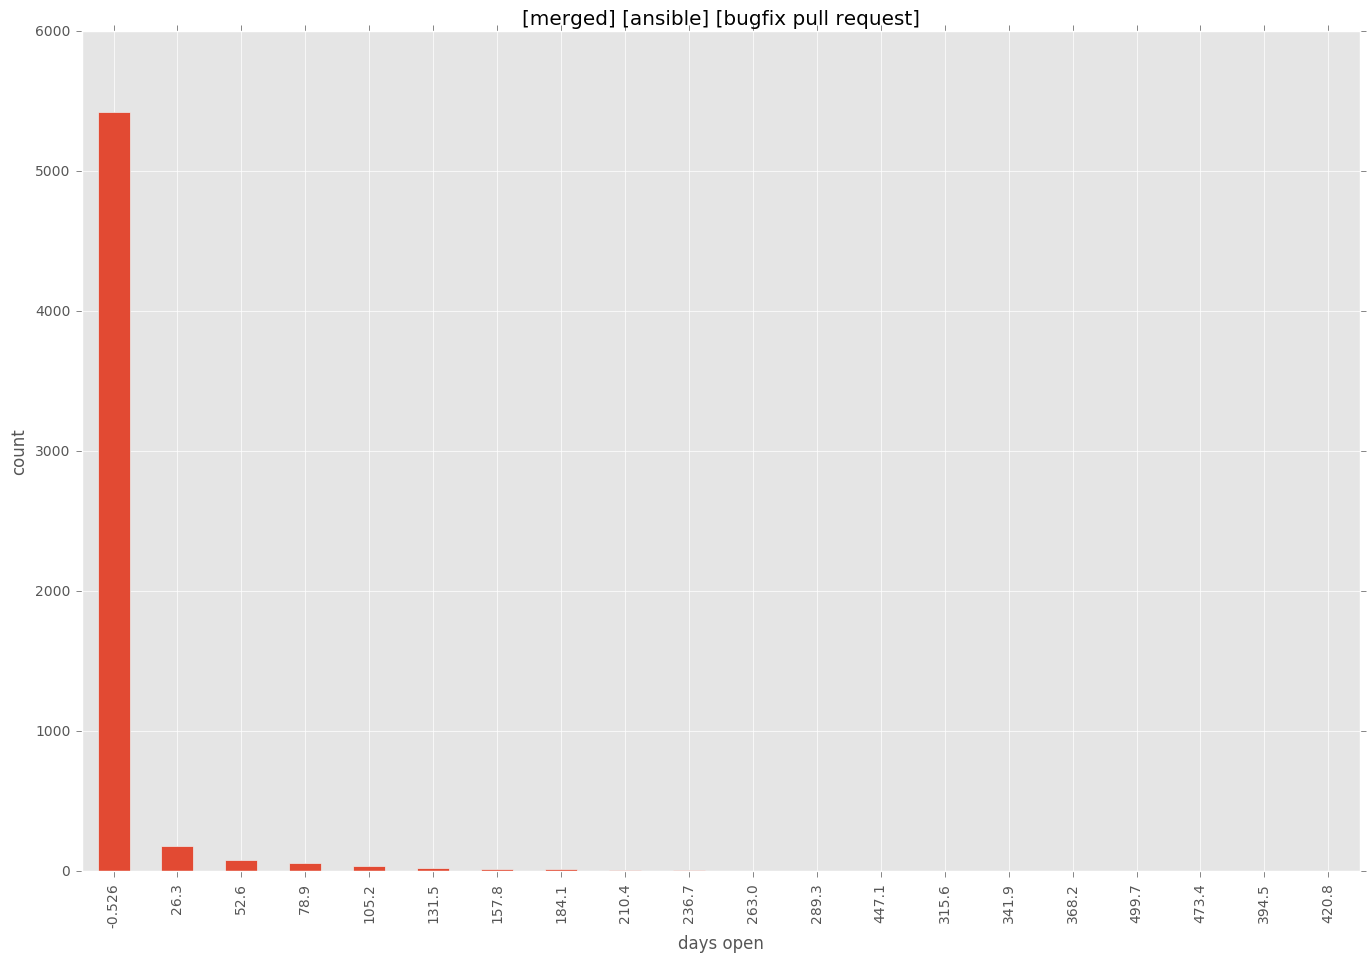 [merged] [ansible] [bugfix pull request]
6000
5000
4000
3000
2000
1000
0
count
-0.526 26.3 52.6 78.9 105.2 131.5 157.8 184.1 210.4 236.7 263.0 289.3 447.1 315.6 341.9 368.2 499.7 473.4 394.5 420.8
days open